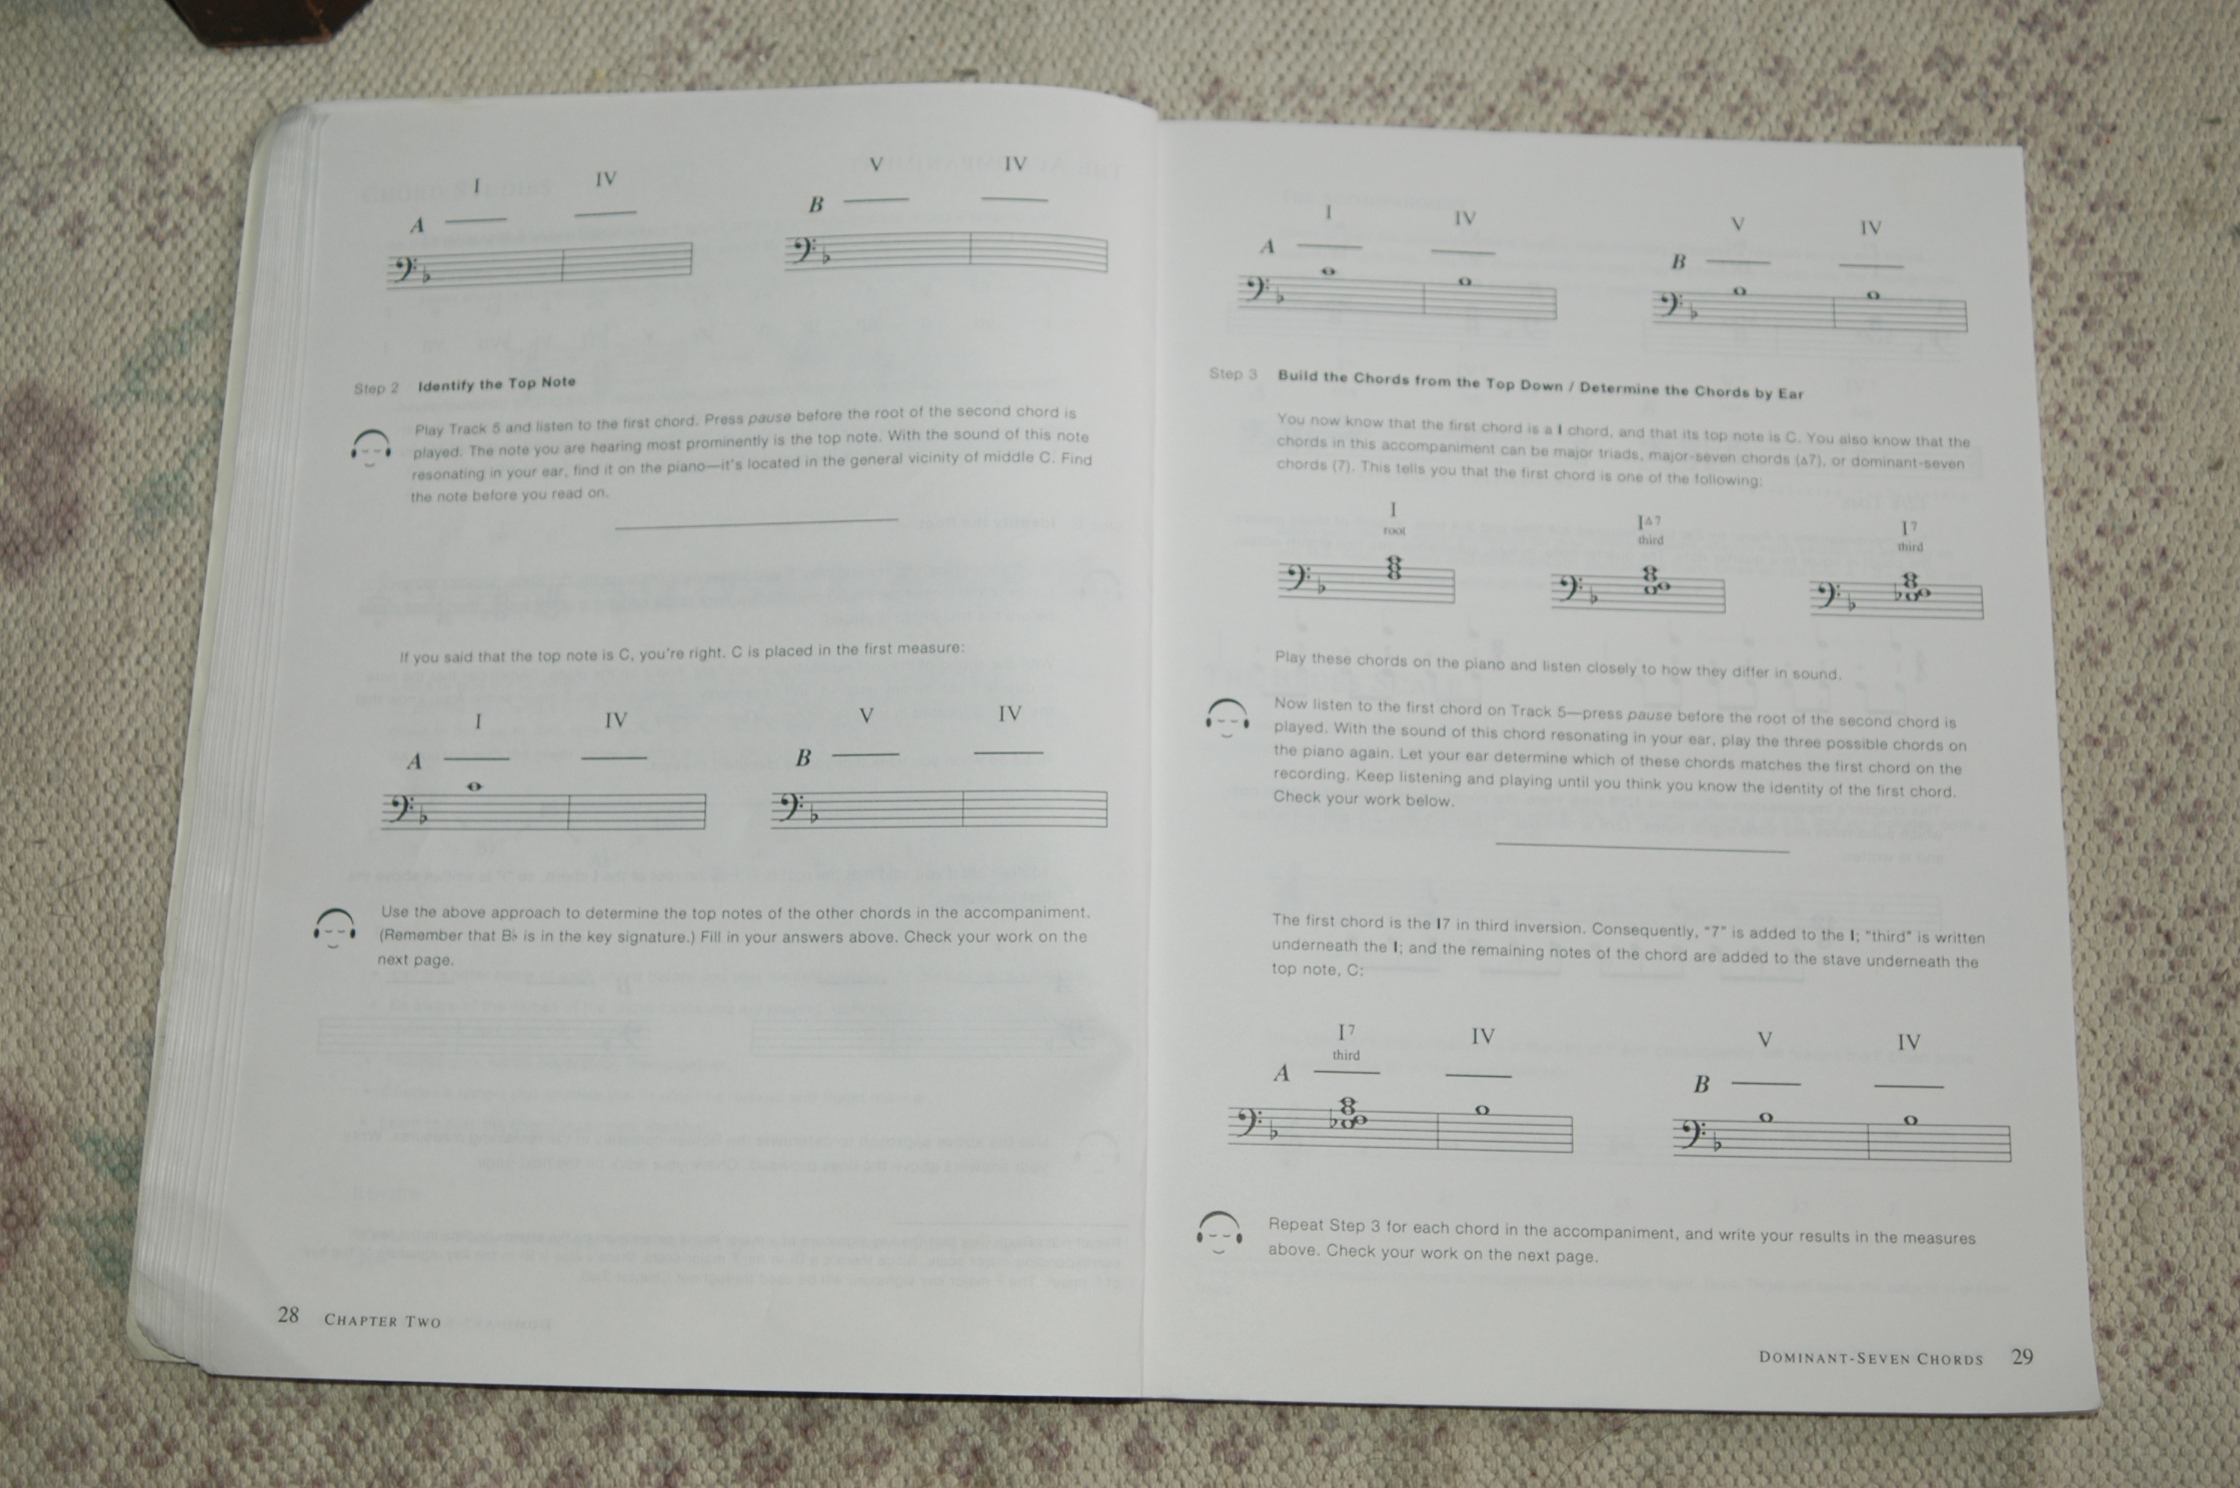 I IV V IV
A B
Step 2 Identify the Top Note
Play Track 5 and listen to the first chord. Press pause before the root of the second chord is
played. The note you are hearing most prominently is the top note. With the sound of this note
resonating in your ear, find it on the piano—it's located in the general vicinity of middle C. Find
the note before you read on.
If you said that the top note is C, you're right. C is placed in the first measure:
I IV V IV
A B
Use the above approach to determine the top notes of the other chords in the accompaniment.
(Remember that B♭ is in the key signature.) Fill in your answers above. Check your work on the
next page.
28 CHAPTER TWO
I IV V IV
A B
Step 3 Build the Chords from the Top Down / Determine the Chords by Ear
You now know that the first chord is a I chord, and that its top note is C. You also know that the
chords in this accompaniment can be major triads, major-seven chords (Δ7), or dominant-seven
chords (7). This tells you that the first chord is one of the following:
I IΔ7 I7
root third third
Play these chords on the piano and listen closely to how they differ in sound.
Now listen to the first chord on Track 5—press pause before the root of the second chord is
played. With the sound of this chord resonating in your ear, play the three possible chords on
the piano again. Let your ear determine which of these chords matches the first chord on the
recording. Keep listening and playing until you think you know the identity of the first chord.
Check your work below.
The first chord is the I7 in third inversion. Consequently, "7" is added to the I; "third" is written
underneath the I; and the remaining notes of the chord are added to the stave underneath the
top note, C:
I7 IV V IV
third
A B
Repeat Step 3 for each chord in the accompaniment, and write your results in the measures
above. Check your work on the next page.
DOMINANT-SEVEN CHORDS 29